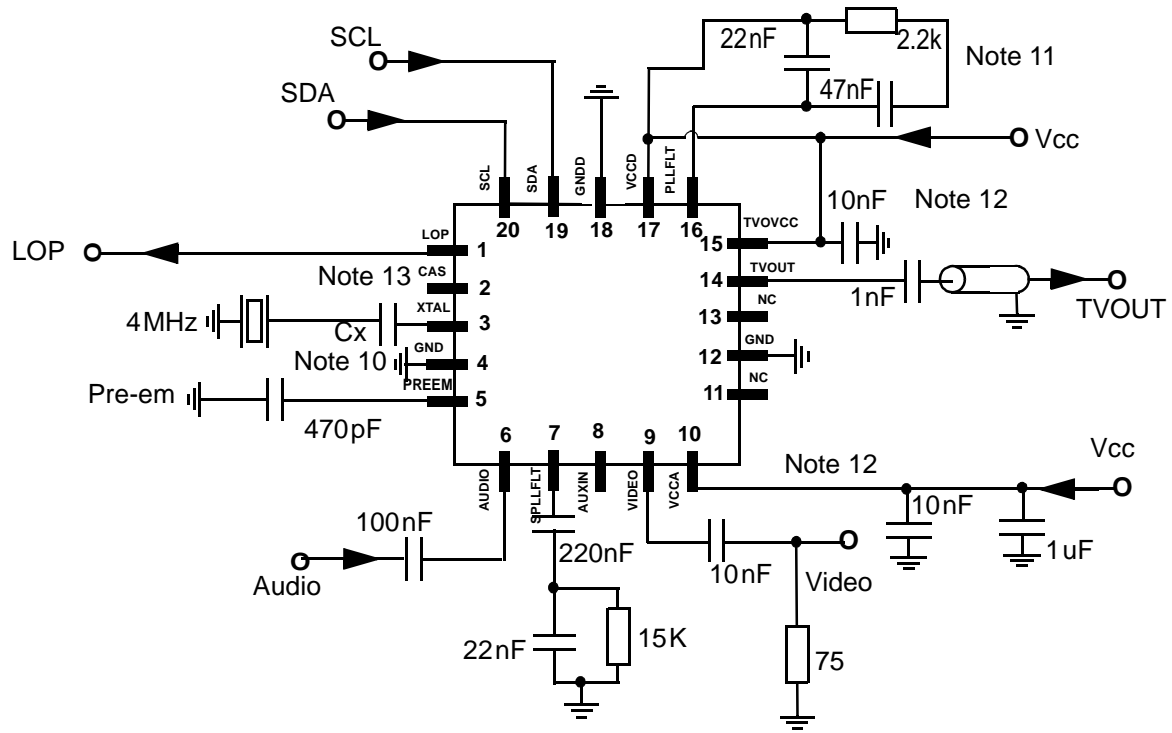 SCL
22nF
2.2k
Note 11
SDA
47nF
Vcc
SCL
SDA
GNDD
VCCD
PLLFLT
10nF
Note 12
20
19
18
17
16
LOP
LOP
1
15
TVOVCC
Note 13
CAS
2
14
TVOUT
1nF
TVOUT
4MHz
Cx
XTAL
3
13
NC
Note 10
GND
4
12
GND
Pre-em
470pF
PREEM
5
11
NC
6
7
8
9
10
AUDIO
SPLLFLT
AUXIN
VIDEO
VCCA
Note 12
Vcc
100nF
10nF
1uF
Audio
220nF
10nF
Video
22nF
15K
75